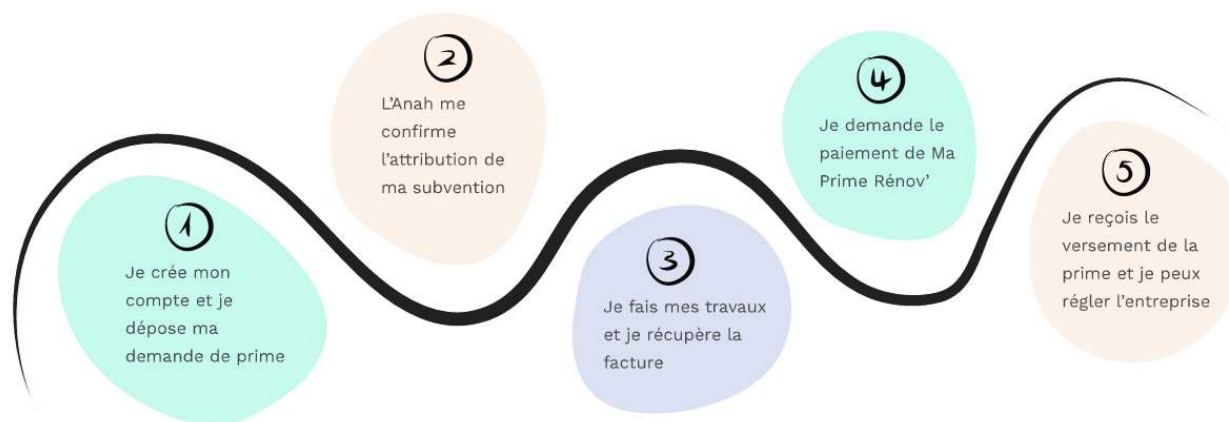 1
Je crée mon
compte et je
dépose ma
demande de prime
2
L'Anah me
confirme
l'attribution de
ma subvention
3
Je fais mes travaux
et je récupère la
facture
4
Je demande le
paiement de Ma
Prime Rénov'
5
Je reçois le
versement de la
prime et je peux
régler l'entreprise